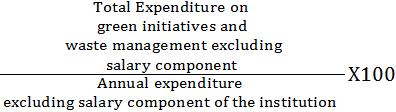 Total Expenditure on
green initiatives and
waste management excluding
salary component
X100
Annual expenditure
excluding salary component of the institution